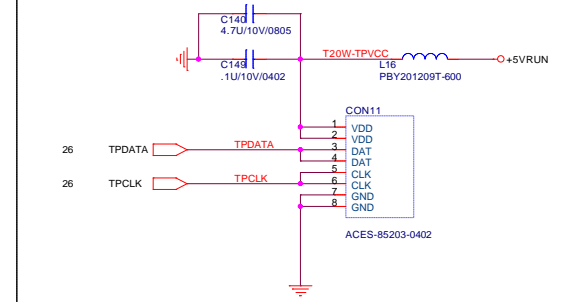 C140
4.7U/10V/0805
C149
.1U/10V/0402
T20W-TPVCC
L16
PBY201209T-600
+5VRUN
CON11
1 VDD
2 VDD
26 TPDATA TPDATA 3 DAT
4 DAT
5 CLK
26 TPCLK TPCLK 6 CLK
7 GND
8 GND
ACES-85203-0402